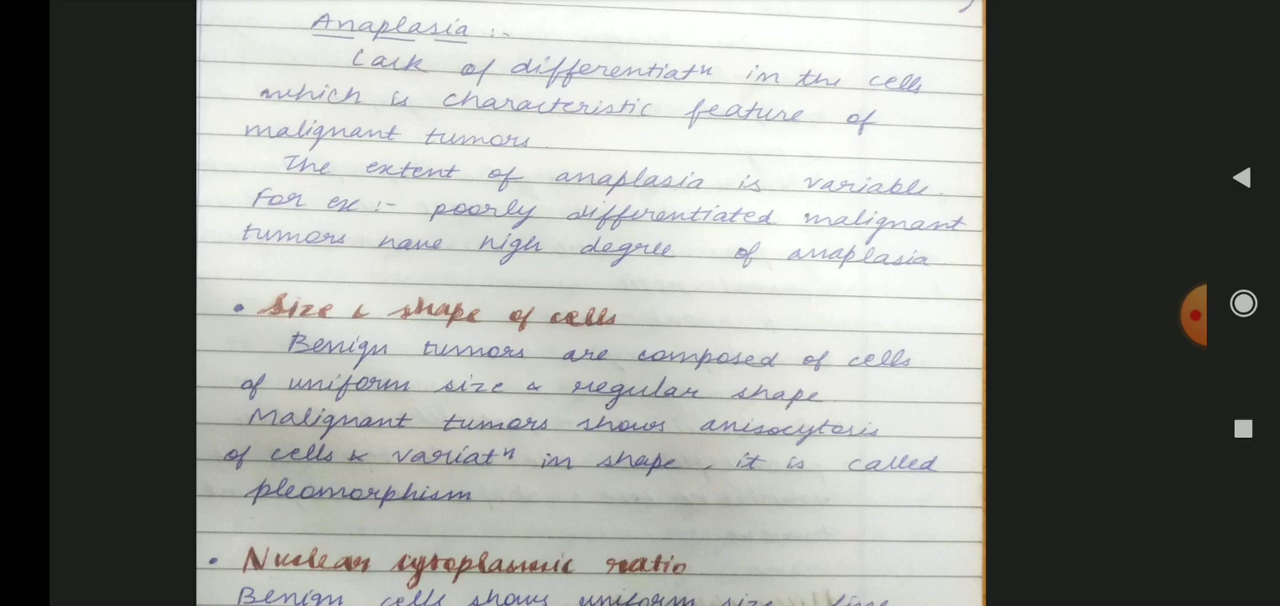 Anaplasia :-
Lack of differentiatⁿ in the cells
which is characteristic feature of
malignant tumors
The extent of anaplasia is variable.
For ex :- poorly differentiated malignant
tumors have high degree of anaplasia
• Size & shape of cells
Benign tumors are composed of cells
of uniform size & regular shape
Malignant tumors shows anisocytosis
of cells & variatⁿ in shape, it is called
pleomorphism
• Nuclear cytoplasmic ratio
Benign cells shows uniform size